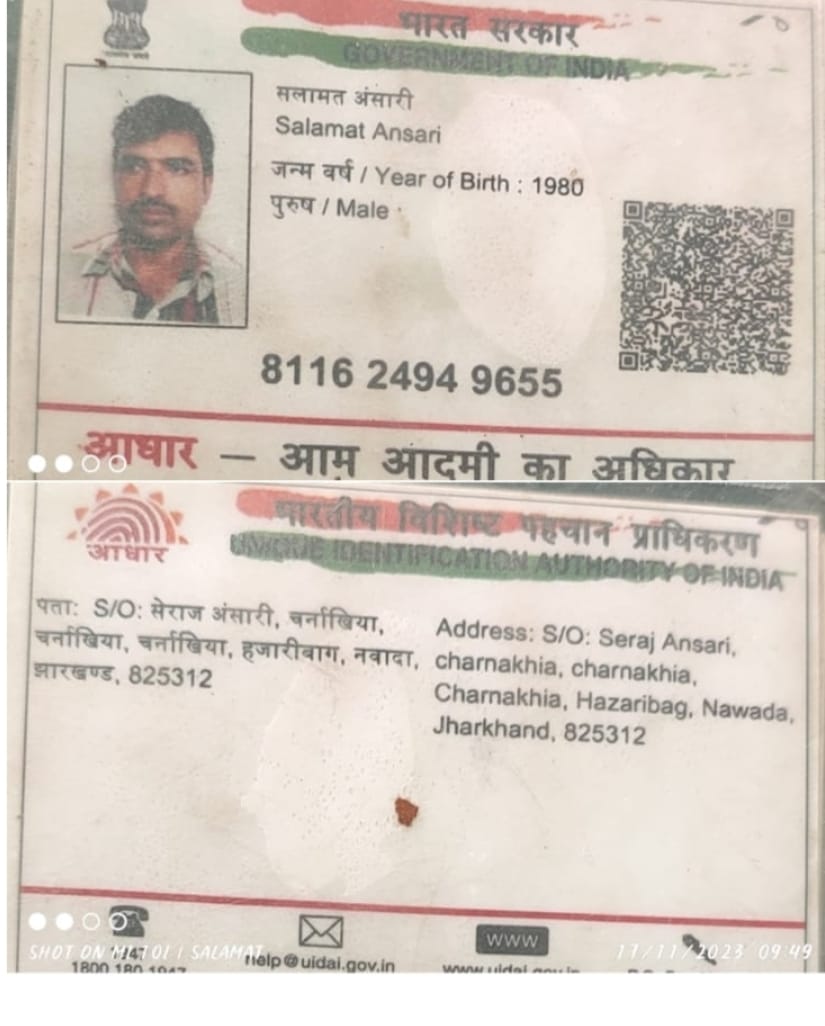 भारत सरकार
GOVERNMENT OF INDIA
सलामत अंसारी
Salamat Ansari
जन्म वर्ष / Year of Birth : 1980
पुरुष / Male
8116 2494 9655
आधार – आम आदमी का अधिकार
भारतीय विशिष्ट पहचान प्राधिकरण
UNIQUE IDENTIFICATION AUTHORITY OF INDIA
आधार
पता: S/O: सेराज अंसारी, चर्नाखिया,
चर्नाखिया, चर्नाखिया, हजारीबाग, नवादा,
झारखण्ड, 825312
Address: S/O: Seraj Ansari,
charnakhia, charnakhia,
Charnakhia, Hazaribag, Nawada,
Jharkhand, 825312
WWW
SHOT ON MI SALAMAT
17/11/2023 09:49
1800 180 1947
help@uidai.gov.in
www.uidai.gov.in